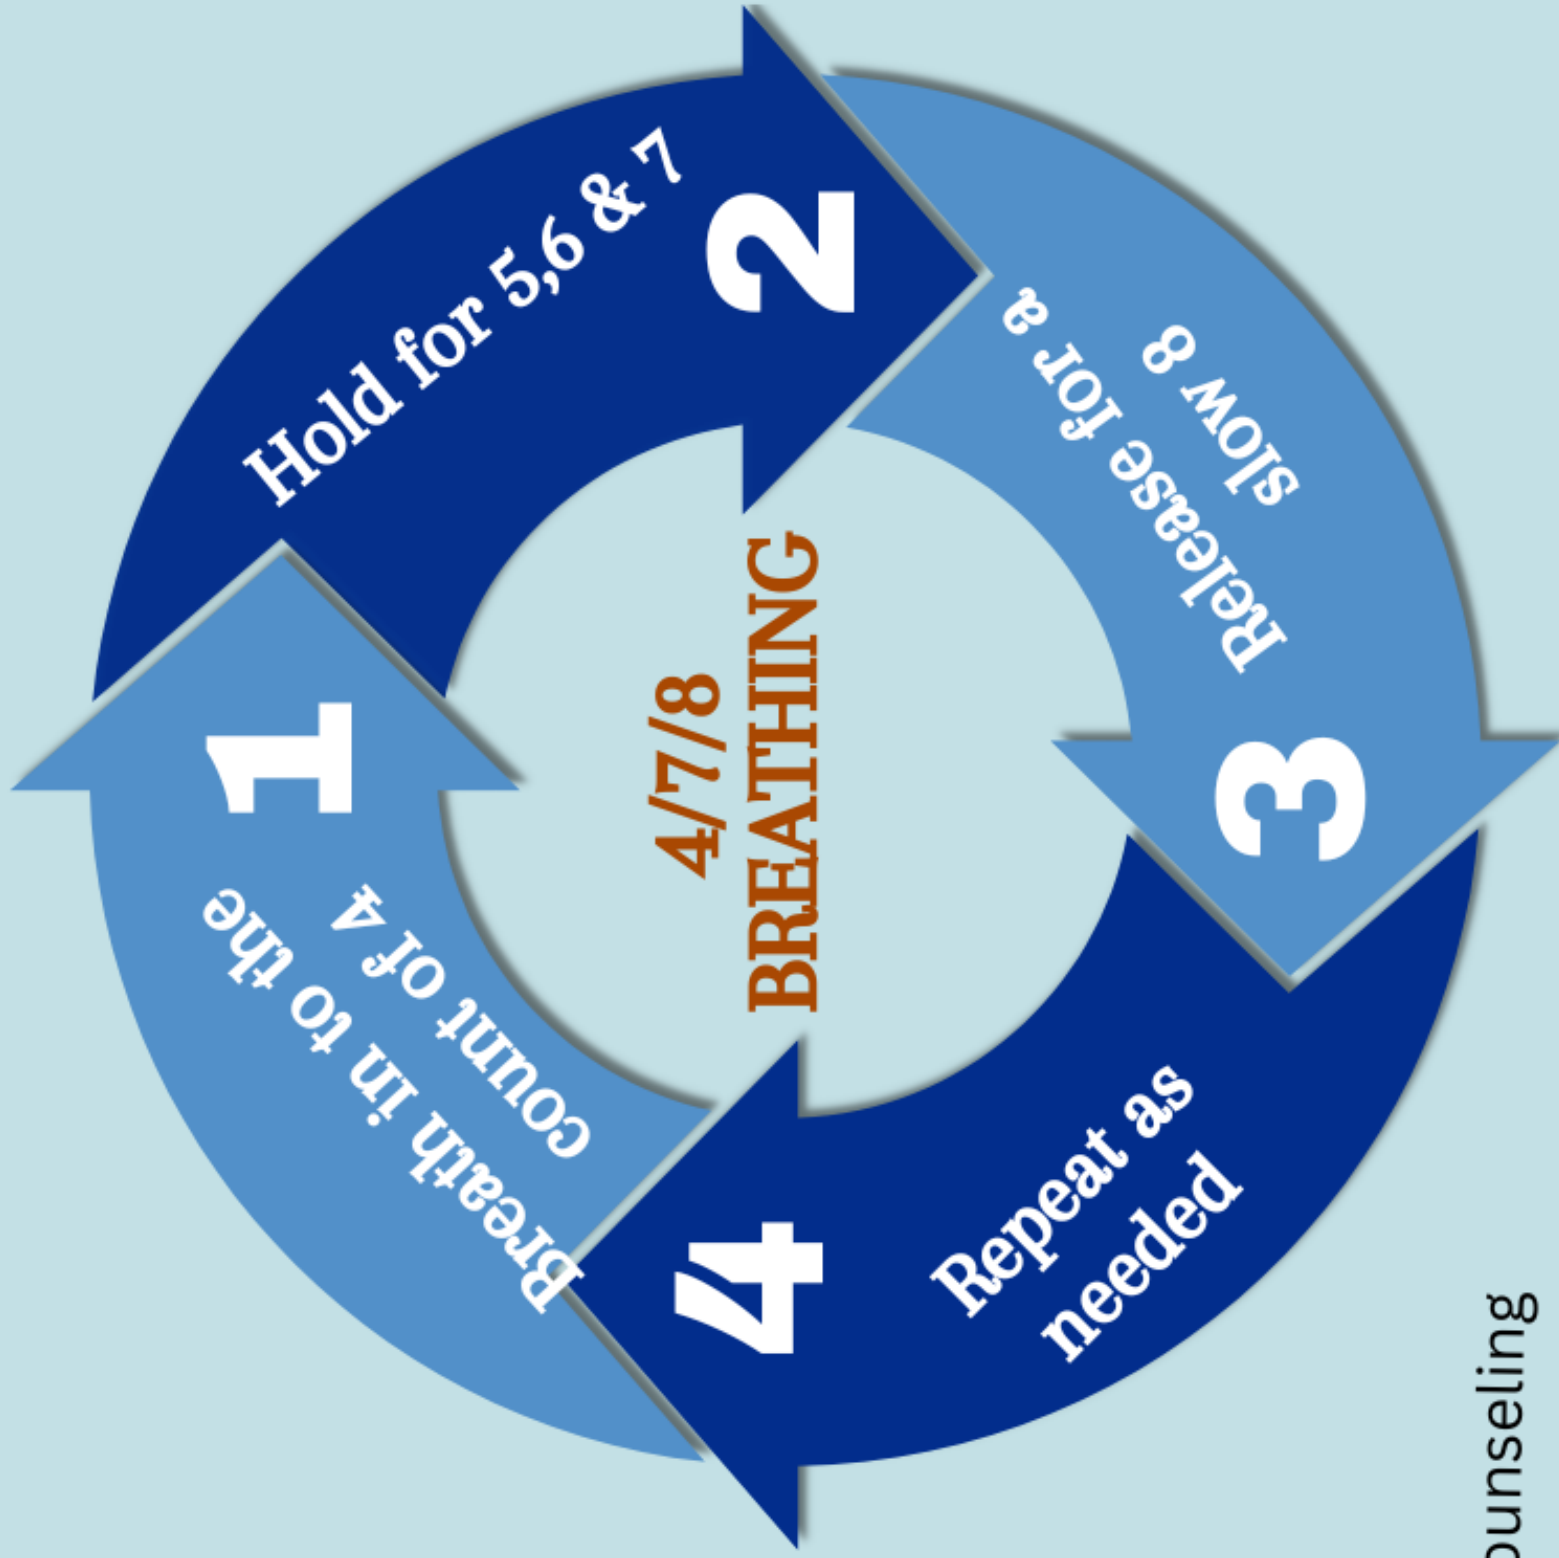 4/7/8
BREATHING
1
Breath in to the
count of 4
2
Hold for 5,6 & 7
3
Release for a
slow 8
4
Repeat as
needed